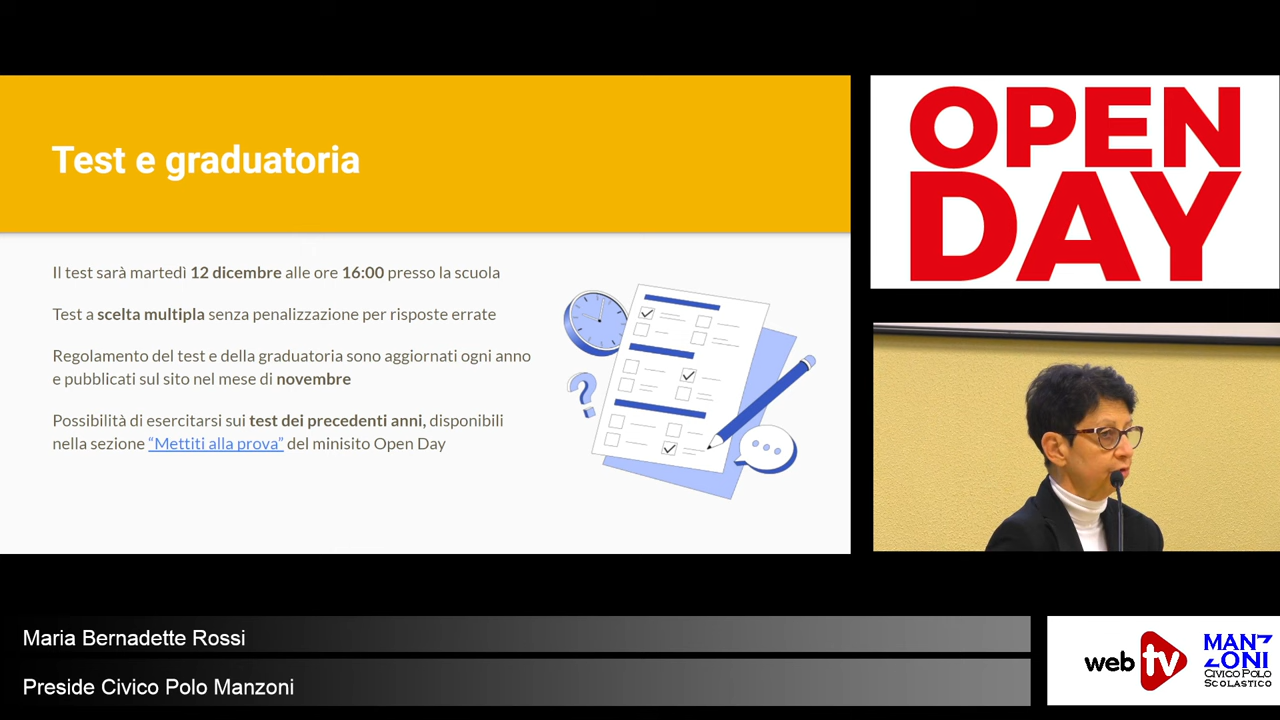 Test e graduatoria
Il test sarà martedì 12 dicembre alle ore 16:00 presso la scuola
Test a scelta multipla senza penalizzazione per risposte errate
Regolamento del test e della graduatoria sono aggiornati ogni anno
e pubblicati sul sito nel mese di novembre
Possibilità di esercitarsi sui test dei precedenti anni, disponibili
nella sezione “Mettiti alla prova” del minisito Open Day
OPEN
DAY
Maria Bernadette Rossi
Preside Civico Polo Manzoni
web tv
MANZ
ZONI
CIVICO POLO
SCOLASTICO